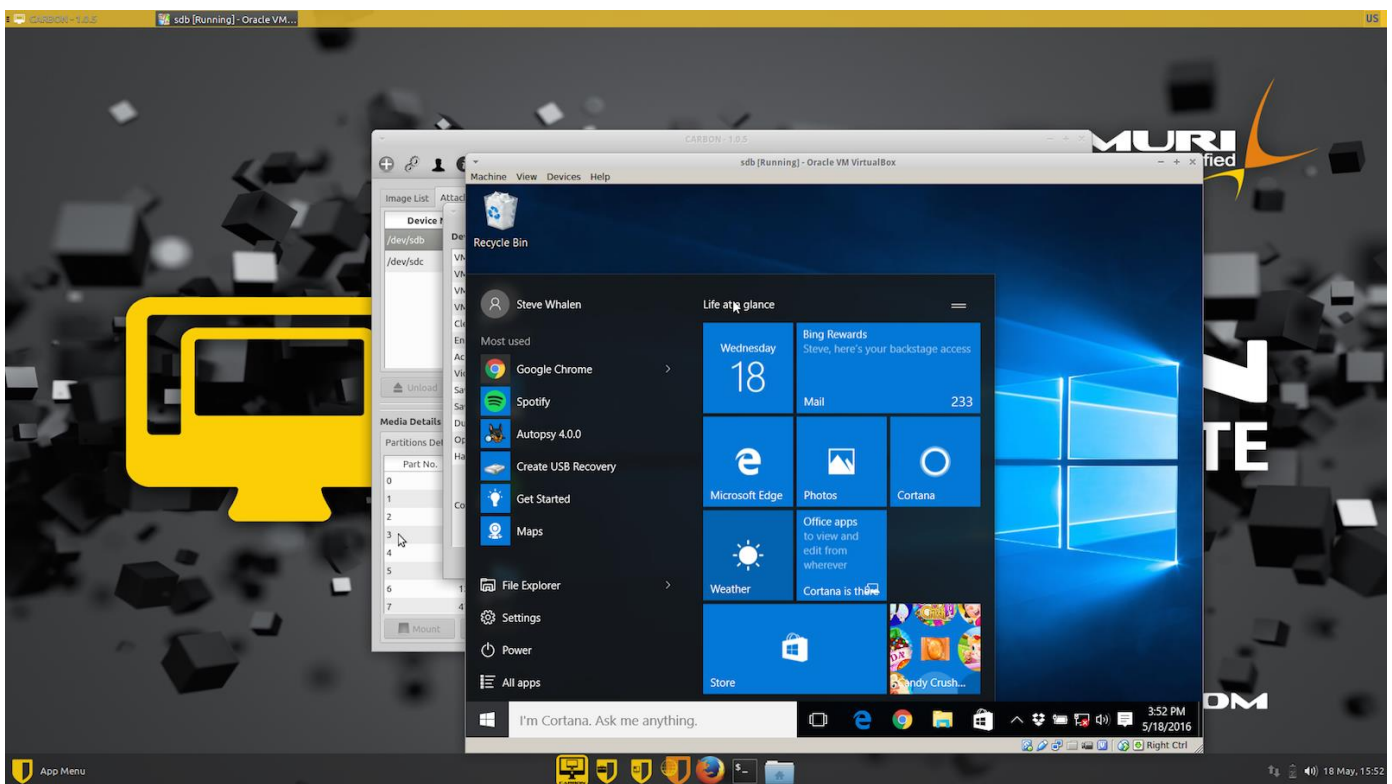 CARBON - 1.0.5
sdb [Running] - Oracle VM...
US
MURI
fied
N
TE
OM
CARBON - 1.0.5
Image List
/dev/sdb
/dev/sdc
Unload
Media Details
Part No.
0
1
2
3
4
5
6
7
Mount
sdb [Running] - Oracle VM VirtualBox
Machine View Devices Help
Recycle Bin
Steve Whalen
Most used
Google Chrome
Spotify
Autopsy 4.0.0
Create USB Recovery
Get Started
Maps
File Explorer
Settings
Power
All apps
Life at a glance
Wednesday
18
Bing Rewards
Steve, here's your backstage access
Mail 233
Microsoft Edge
Photos
Cortana
Weather
Office apps
to view and
edit from
wherever
Cortana is there
Store
Candy Crush...
I'm Cortana. Ask me anything.
3:52 PM
5/18/2016
Right Ctrl
App Menu
CARBON
18 May, 15:52